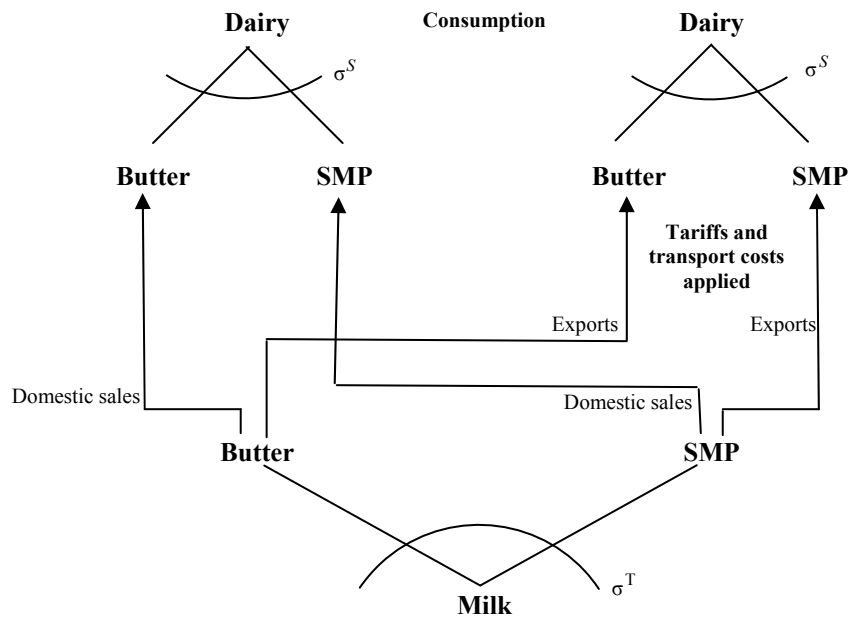 Dairy
Consumption
Dairy
σS
σS
Butter
SMP
Butter
SMP
Tariffs and
transport costs
applied
Exports
Exports
Domestic sales
Domestic sales
Butter
SMP
σT
Milk